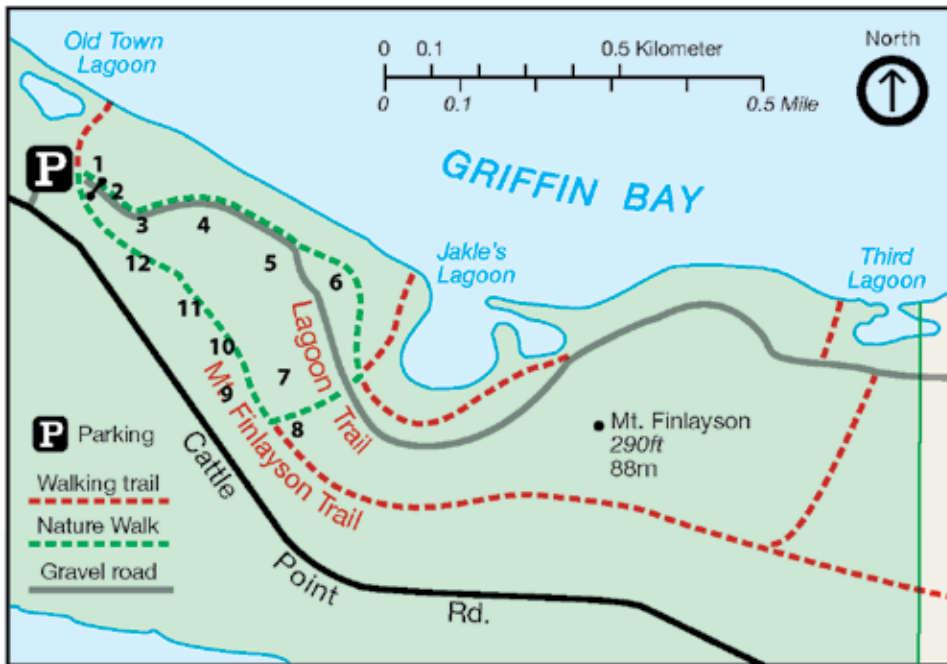 Old Town
Lagoon
0 0.1 0.5 Kilometer
0 0.1 0.5 Mile
North
GRIFFIN BAY
P
1
2
3
4
5
6
12
11
10
9
7
8
Jakle's
Lagoon
Third
Lagoon
Lagoon Trail
Mt. Finlayson Trail
Mt. Finlayson
290ft
88m
Cattle Point Rd.
P Parking
Walking trail
Nature Walk
Gravel road